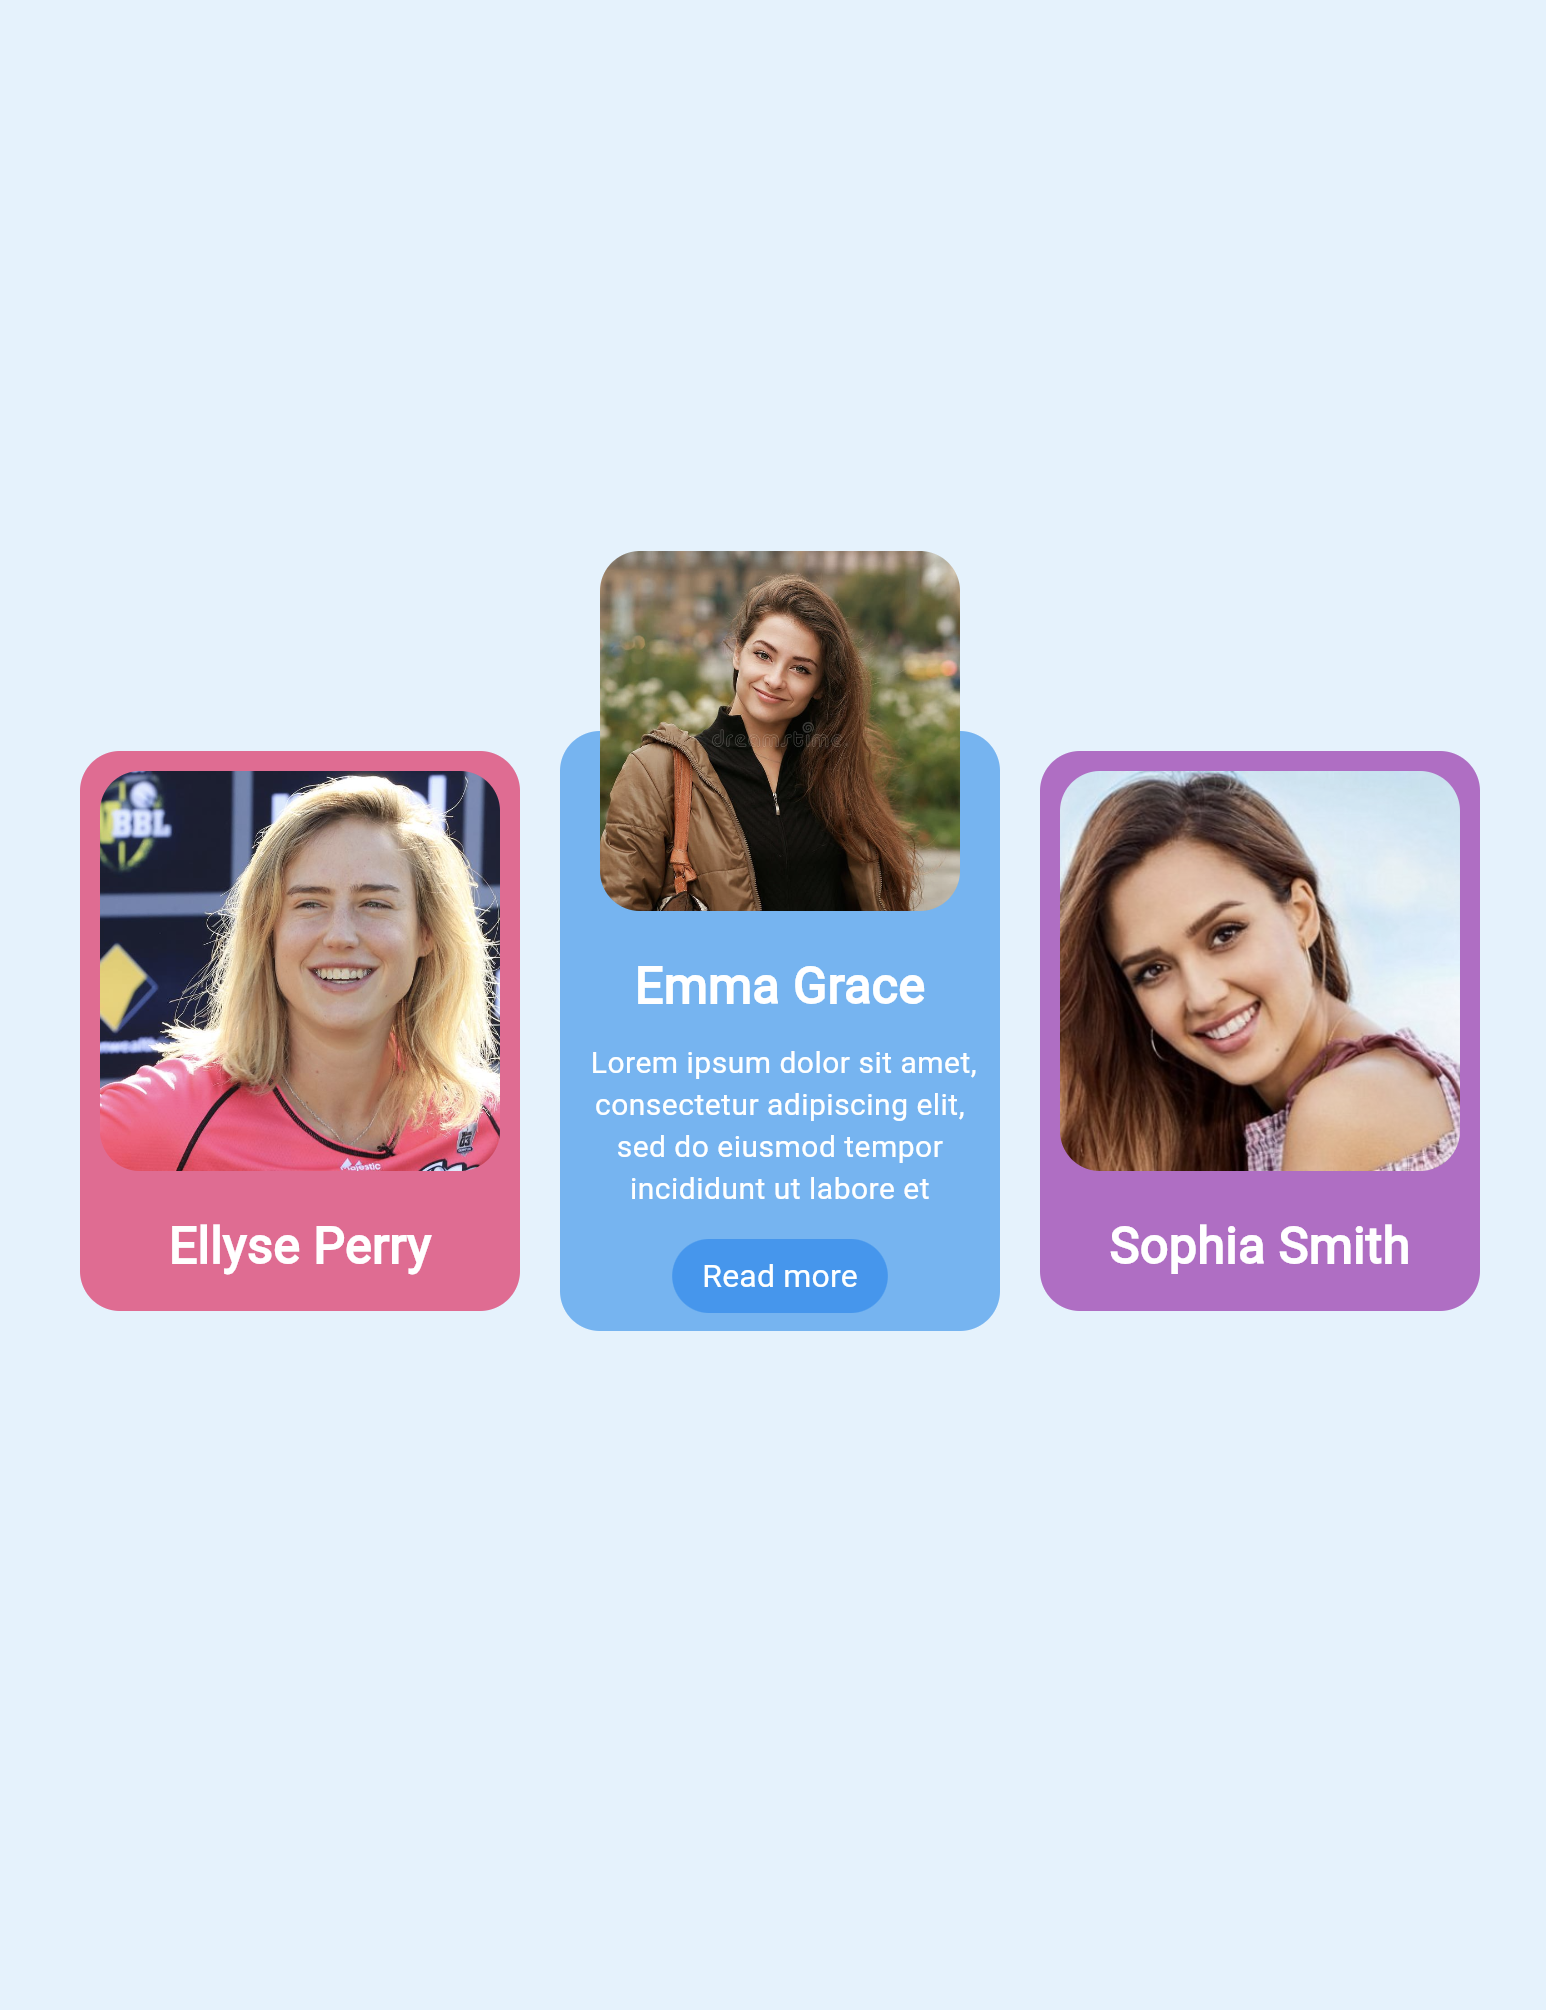 dreamstime
BBL
Emma Grace
Lorem ipsum dolor sit amet,
consectetur adipiscing elit,
sed do eiusmod tempor
incididunt ut labore et
Read more
majestic
Ellyse Perry
Sophia Smith